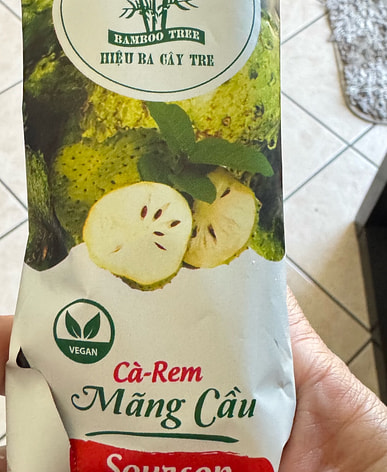 BAMBOO TREE
HIỆU BA CÂY TRE
VEGAN
Cà-Rem
Mãng Cầu
Soursop